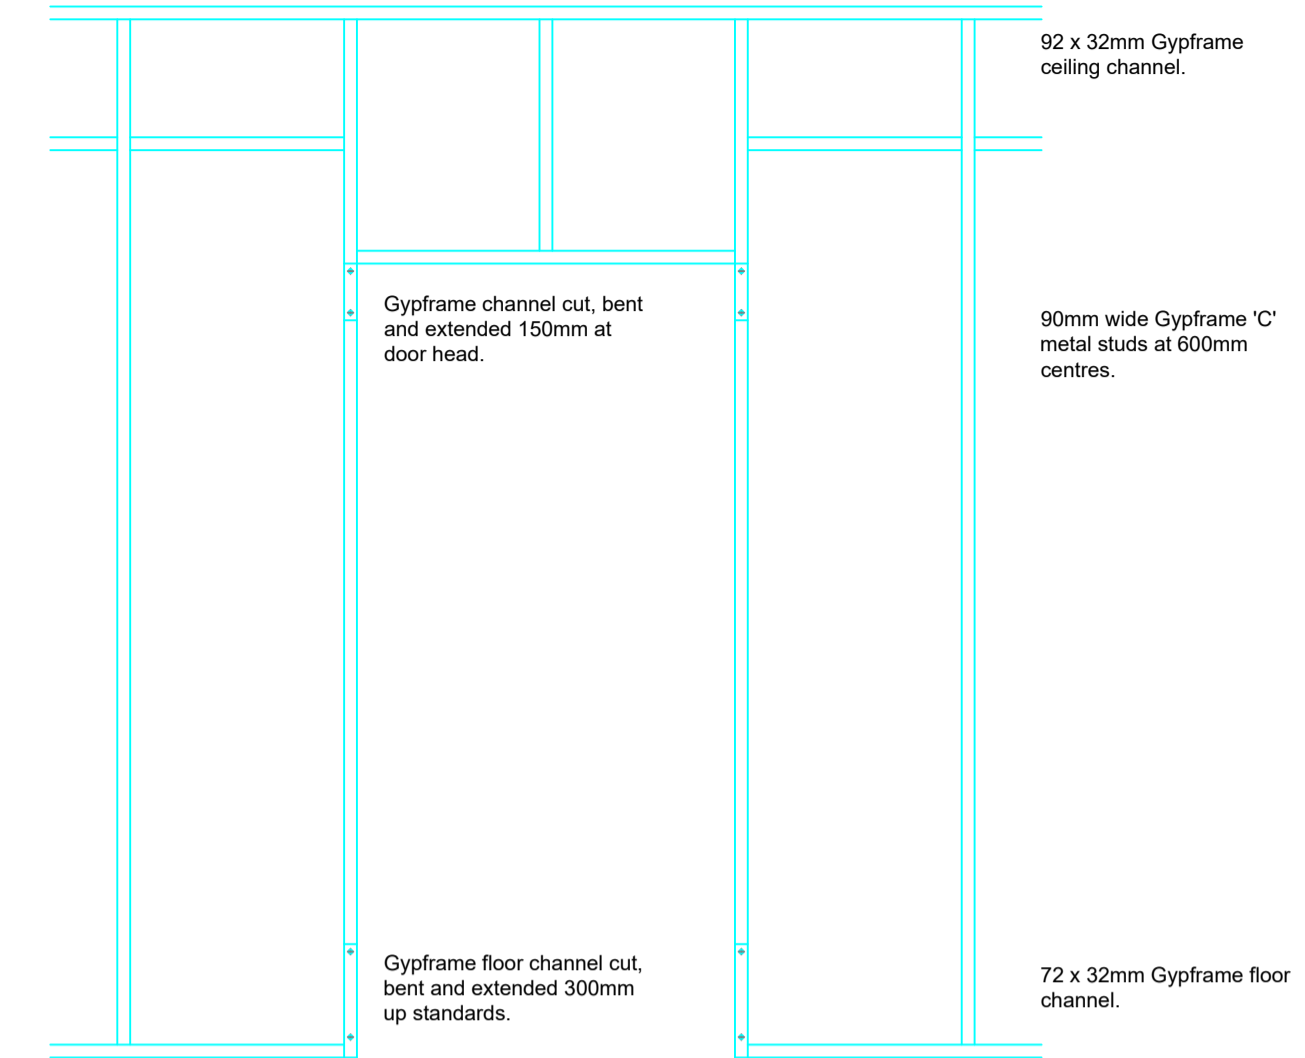 92 x 32mm Gypframe
ceiling channel.
Gypframe channel cut, bent
and extended 150mm at
door head.
90mm wide Gypframe 'C'
metal studs at 600mm
centres.
Gypframe floor channel cut,
bent and extended 300mm
up standards.
72 x 32mm Gypframe floor
channel.